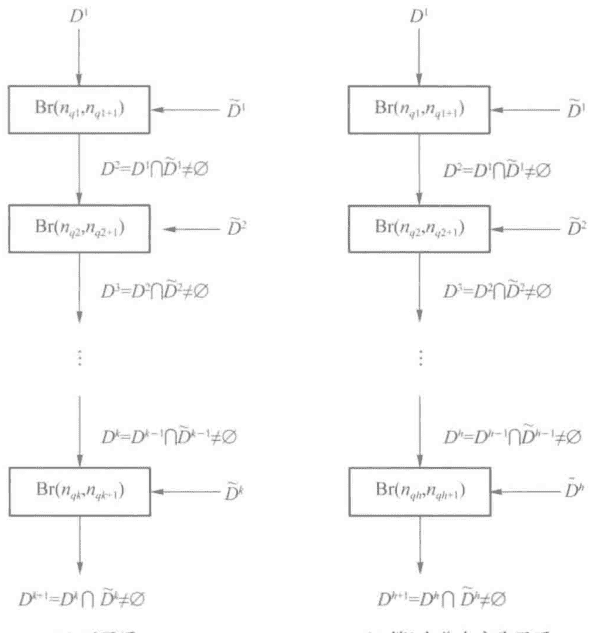 D¹
Br(n_{q1},n_{q1+1})
D̃¹
D²=D¹∩D̃¹≠∅
Br(n_{q2},n_{q2+1})
D̃²
D³=D²∩D̃²≠∅
⋮
D^k=D^{k-1}∩D̃^{k-1}≠∅
Br(n_{qk},n_{qk+1})
D̃^k
D^{k+1}=D^k∩D̃^k≠∅
D¹
Br(n_{q1},n_{q1+1})
D̃¹
D²=D¹∩D̃¹≠∅
Br(n_{q2},n_{q2+1})
D̃²
D³=D²∩D̃²≠∅
⋮
D^h=D^{h-1}∩D̃^{h-1}≠∅
Br(n_{qh},n_{qh+1})
D̃^h
D^{h+1}=D^h∩D̃^h≠∅